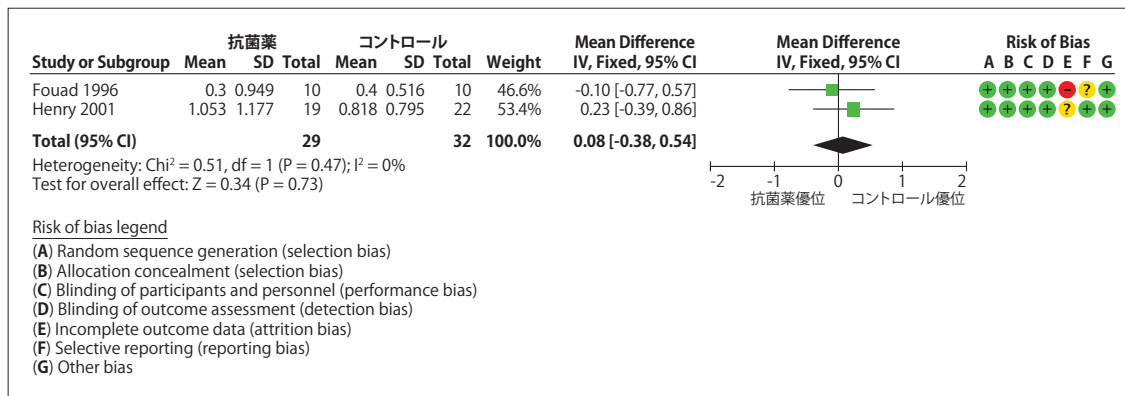 抗菌薬 コントロール Mean Difference Mean Difference Risk of Bias
Study or Subgroup Mean SD Total Mean SD Total Weight IV, Fixed, 95% CI IV, Fixed, 95% CI A B C D E F G
Fouad 1996 0.3 0.949 10 0.4 0.516 10 46.6% -0.10 [-0.77, 0.57] + + + + − ? +
Henry 2001 1.053 1.177 19 0.818 0.795 22 53.4% 0.23 [-0.39, 0.86] + + + + ? + +
Total (95% CI) 29 32 100.0% 0.08 [-0.38, 0.54]
Heterogeneity: Chi² = 0.51, df = 1 (P = 0.47); I² = 0%
Test for overall effect: Z = 0.34 (P = 0.73)
-2 -1 0 1 2
抗菌薬優位 コントロール優位
Risk of bias legend
(A) Random sequence generation (selection bias)
(B) Allocation concealment (selection bias)
(C) Blinding of participants and personnel (performance bias)
(D) Blinding of outcome assessment (detection bias)
(E) Incomplete outcome data (attrition bias)
(F) Selective reporting (reporting bias)
(G) Other bias